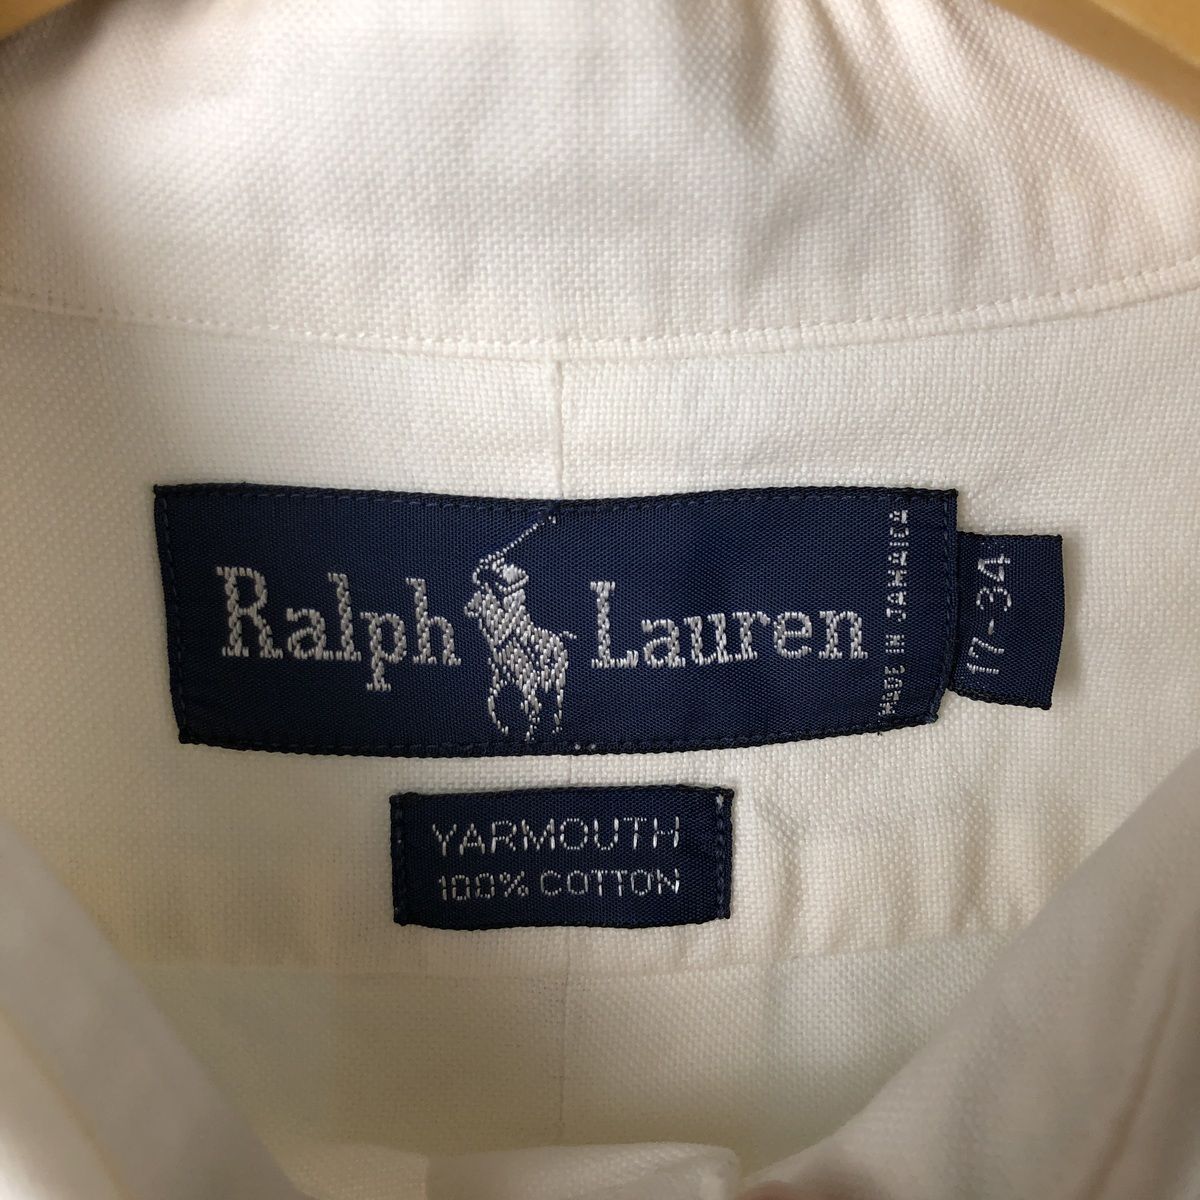 Ralph Lauren
MADE IN JAMAICA
17-34
YARMOUTH
100% COTTON